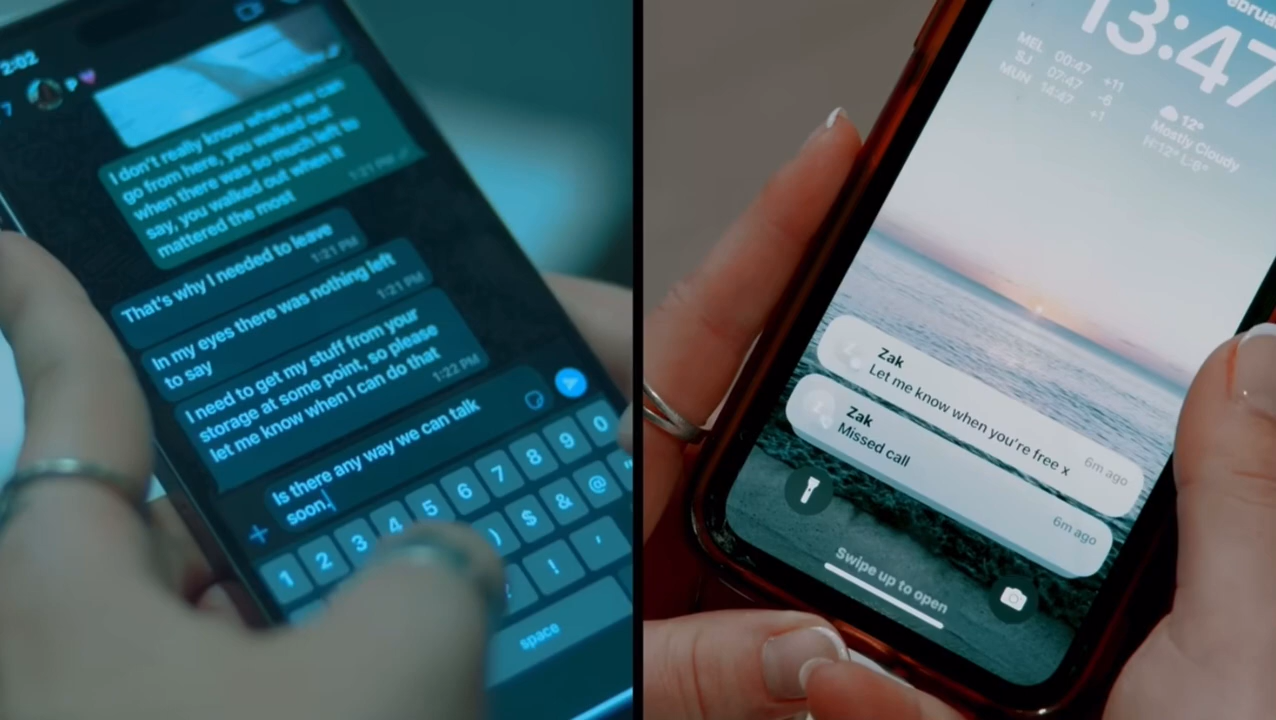 2:02
7
P
I don't really know where we can
go from here, you walked out
when there was so much left to
say, you walked out when it
mattered the most
1:21 PM
That's why I needed to leave
1:21 PM
In my eyes there was nothing left
to say
1:21 PM
I need to get my stuff from your
storage at some point, so please
let me know when I can do that
1:22 PM
Is there any way we can talk
soon.
1 2 3 4 5 6 7 8 9 0
) $ & @ "
! '
space
13:47
MEL 00:47 +11
SJ 07:47 -6
MUN 14:47 +1
12°
Mostly Cloudy
H:12° L:6°
Zak
Let me know when you're free x
6m ago
Zak
Missed call
6m ago
Swipe up to open